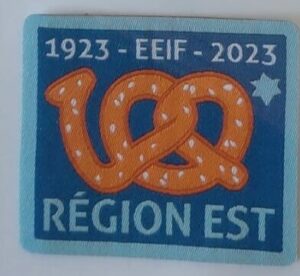 1923 - EEIF - 2023
RÉGION EST